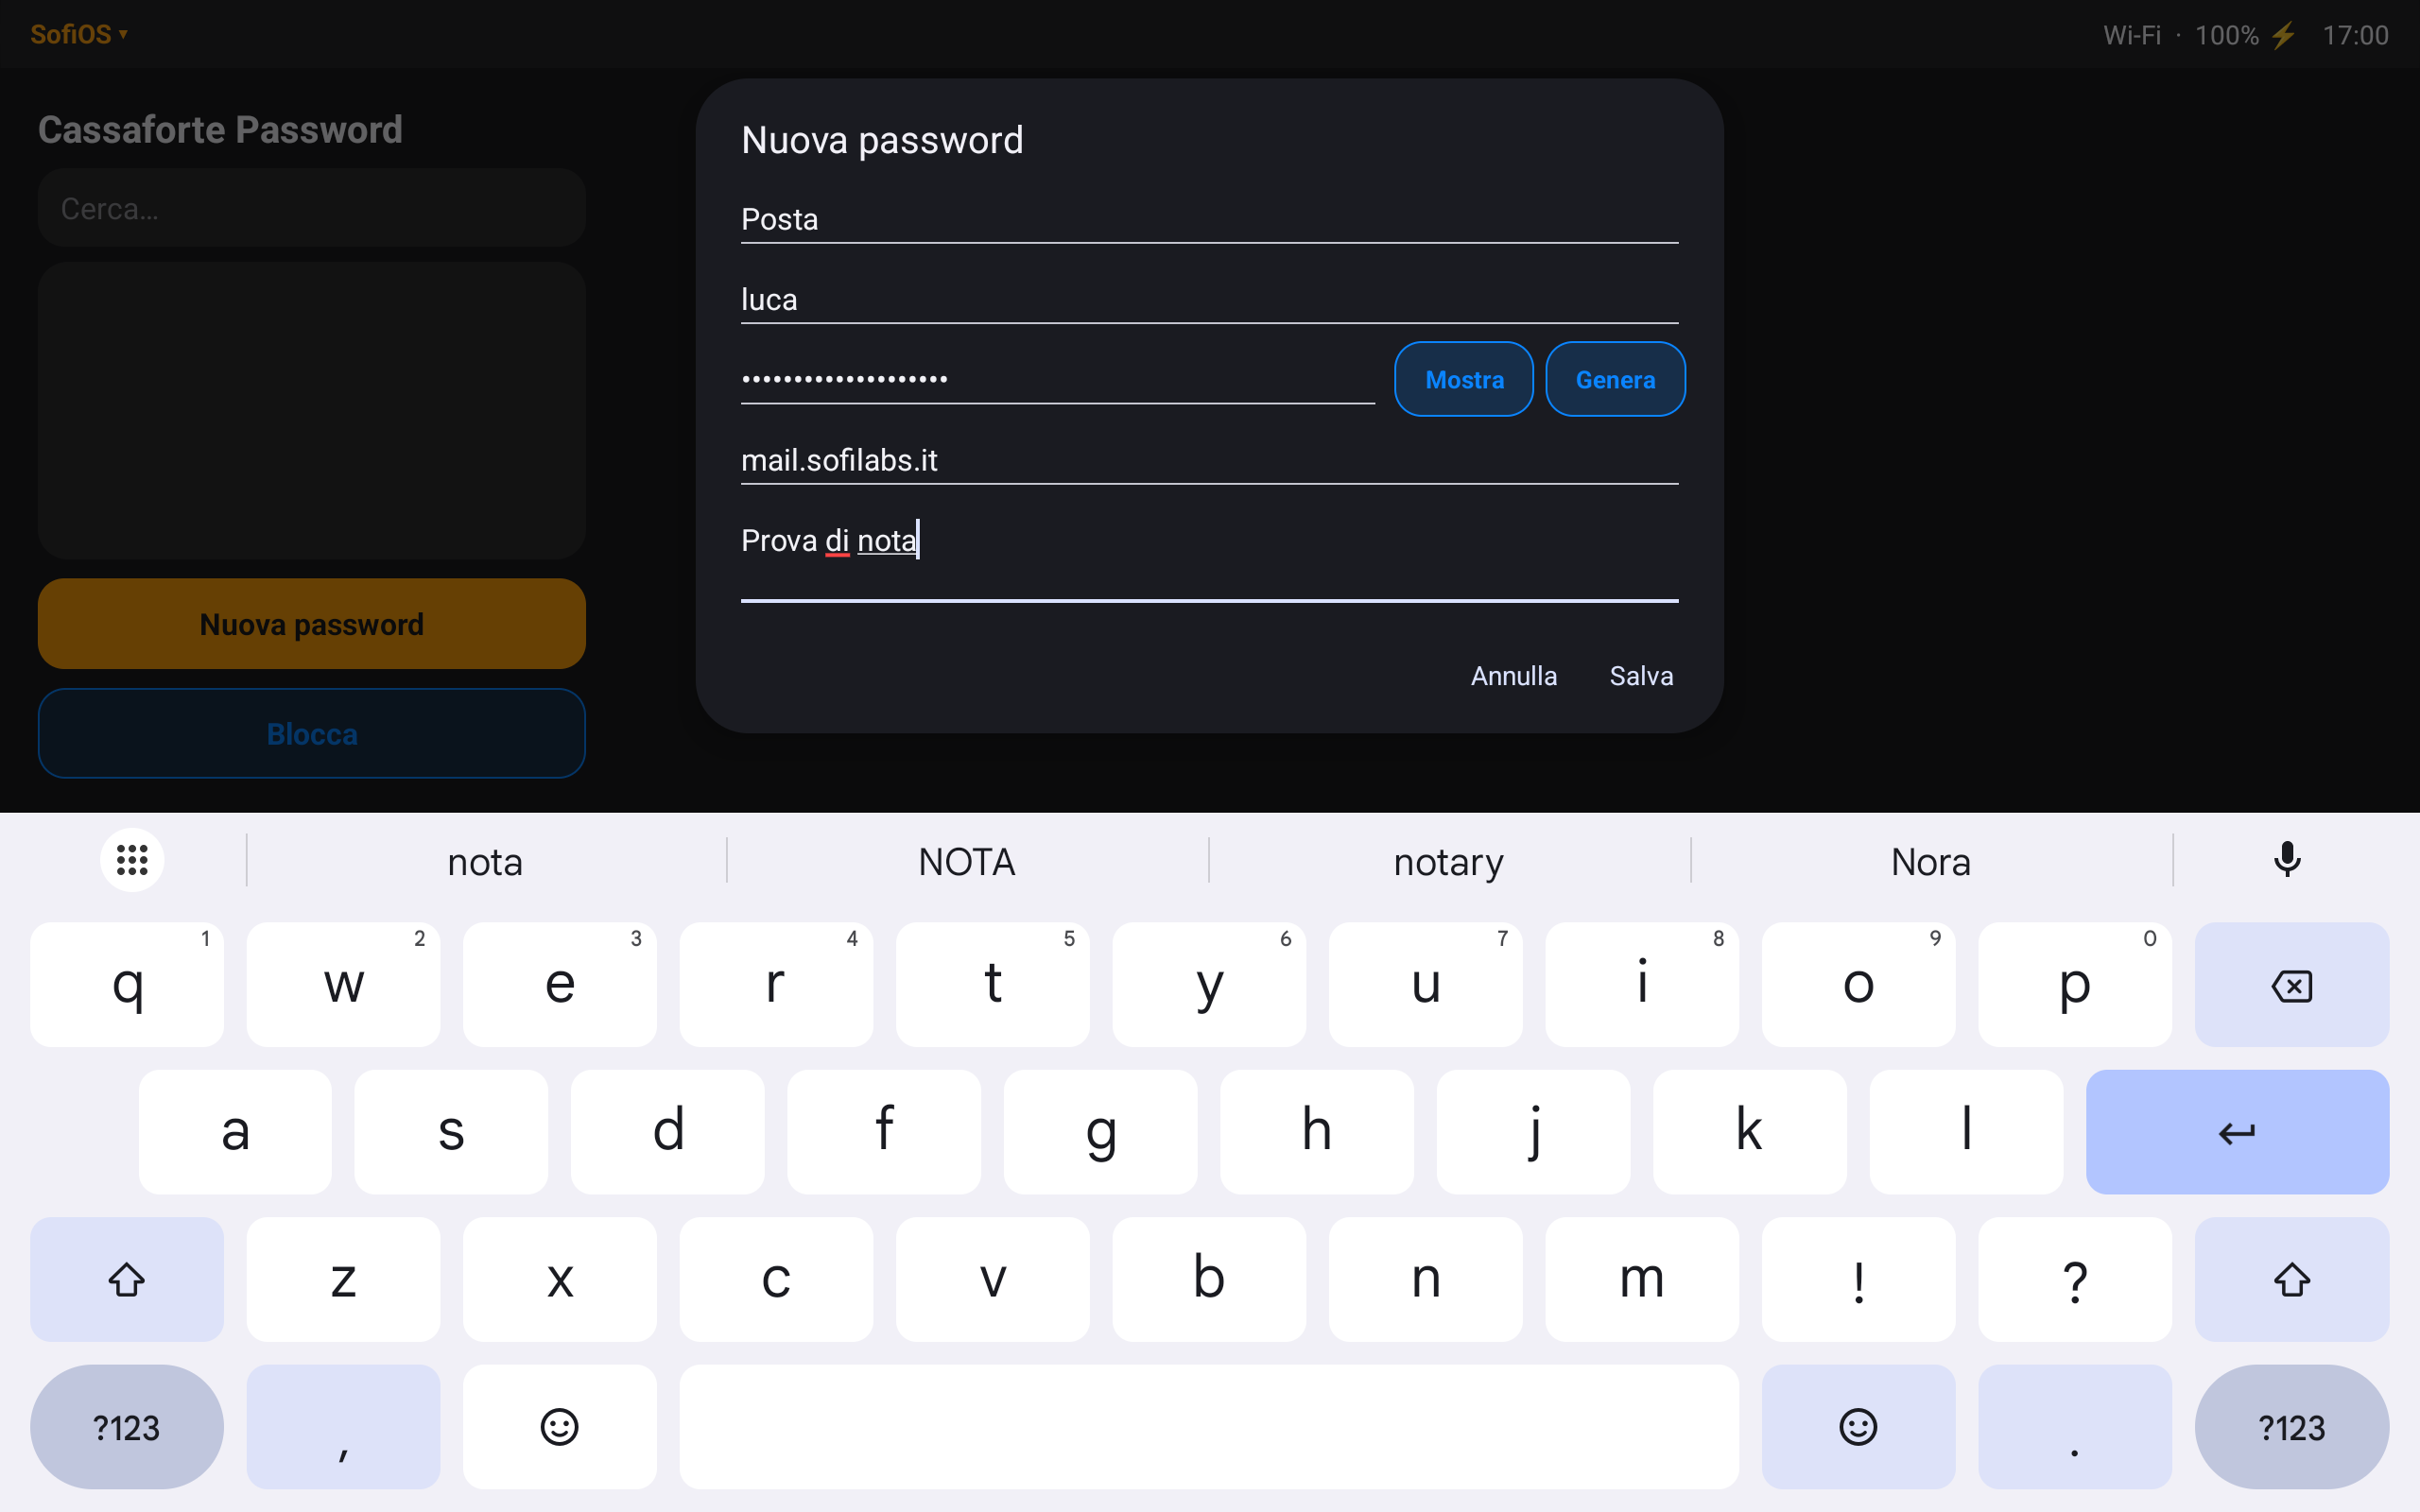 SofiOS ▾
Wi-Fi · 100% ⚡ 17:00
Cassaforte Password
Cerca...
Nuova password
Blocca
Nuova password
Posta
luca
••••••••••••••••••••
Mostra
Genera
mail.sofilabs.it
Prova di nota
Annulla
Salva
nota
NOTA
notary
Nora
q 1 w 2 e 3 r 4 t 5 y 6 u 7 i 8 o 9 p 0
a s d f g h j k l
z x c v b n m ! ?
?123 , . ?123